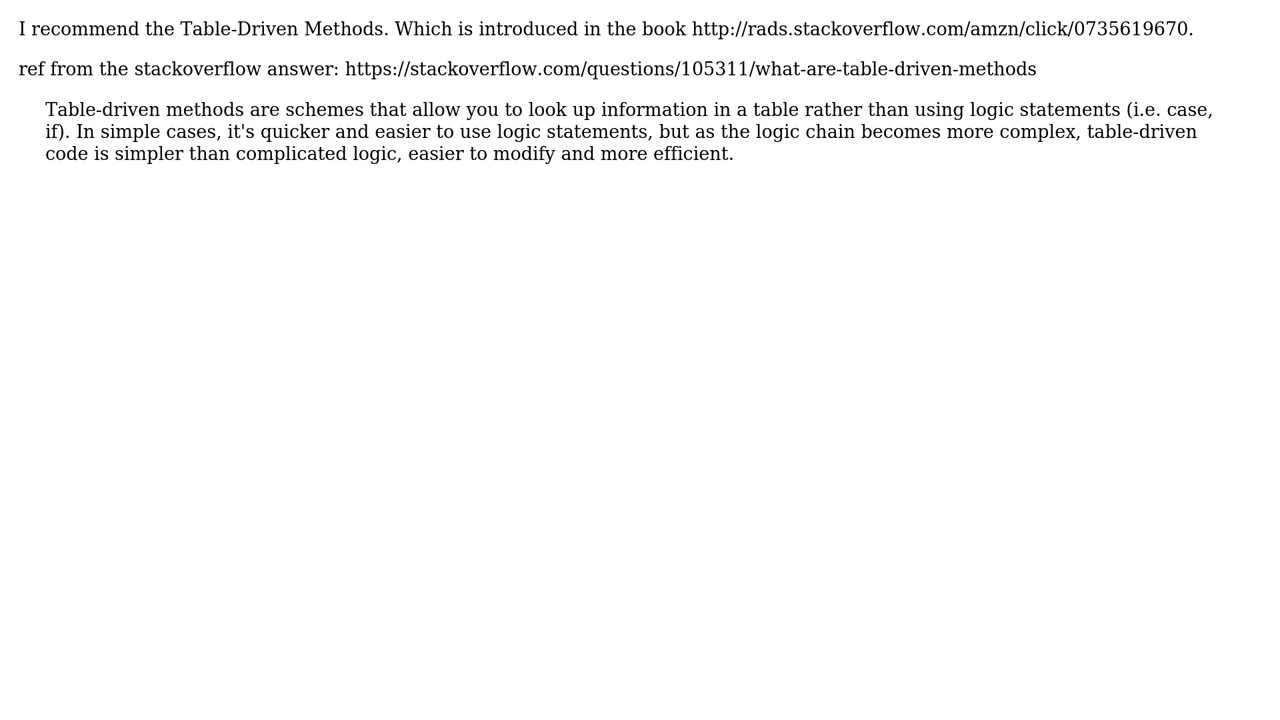 I recommend the Table-Driven Methods. Which is introduced in the book http://rads.stackoverflow.com/amzn/click/0735619670.
ref from the stackoverflow answer: https://stackoverflow.com/questions/105311/what-are-table-driven-methods
Table-driven methods are schemes that allow you to look up information in a table rather than using logic statements (i.e. case,
if). In simple cases, it's quicker and easier to use logic statements, but as the logic chain becomes more complex, table-driven
code is simpler than complicated logic, easier to modify and more efficient.